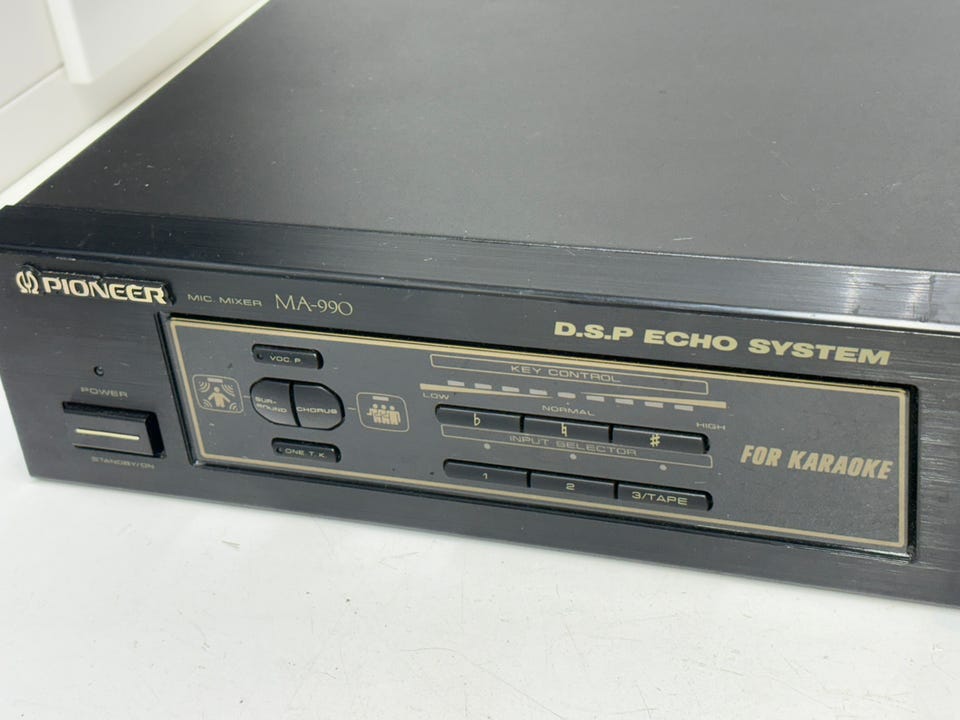 PIONEER
MIC. MIXER MA-990
D.S.P ECHO SYSTEM
POWER
STANDBY/ON
VOC. P.
SUR-
ROUND
CHORUS
ONE T. K.
KEY CONTROL
LOW
NORMAL
HIGH
♭ ♮ ♯
INPUT SELECTOR
1 2 3/TAPE
FOR KARAOKE